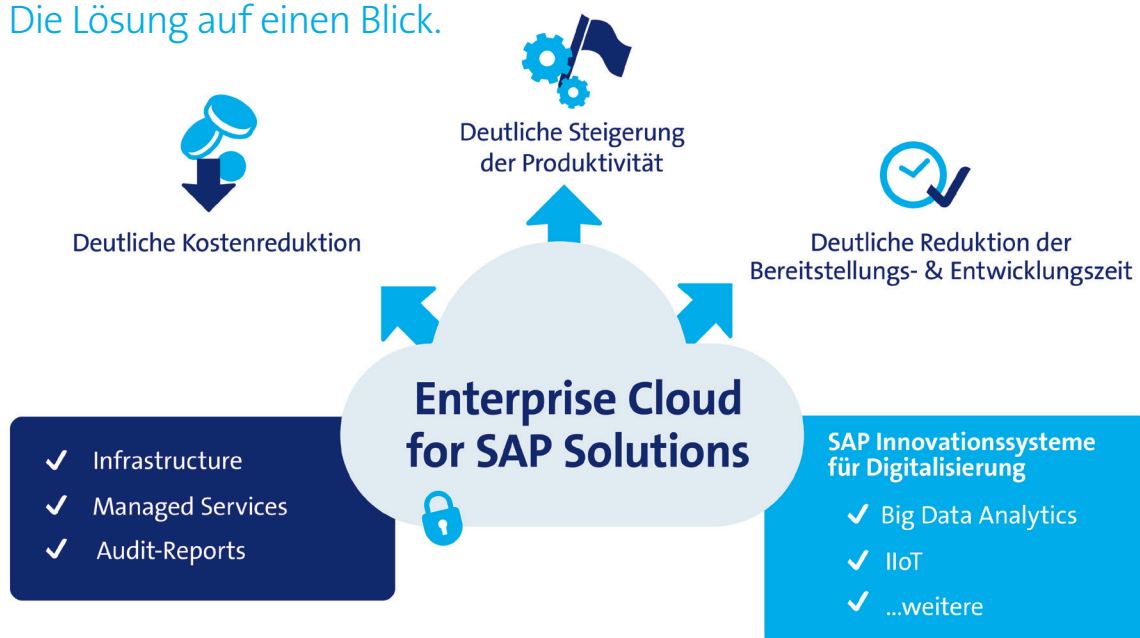 Die Lösung auf einen Blick.
Deutliche Steigerung
der Produktivität
Deutliche Kostenreduktion
Deutliche Reduktion der
Bereitstellungs- & Entwicklungszeit
Enterprise Cloud
for SAP Solutions
Infrastructure
Managed Services
Audit-Reports
SAP Innovationssysteme
für Digitalisierung
Big Data Analytics
IIoT
...weitere